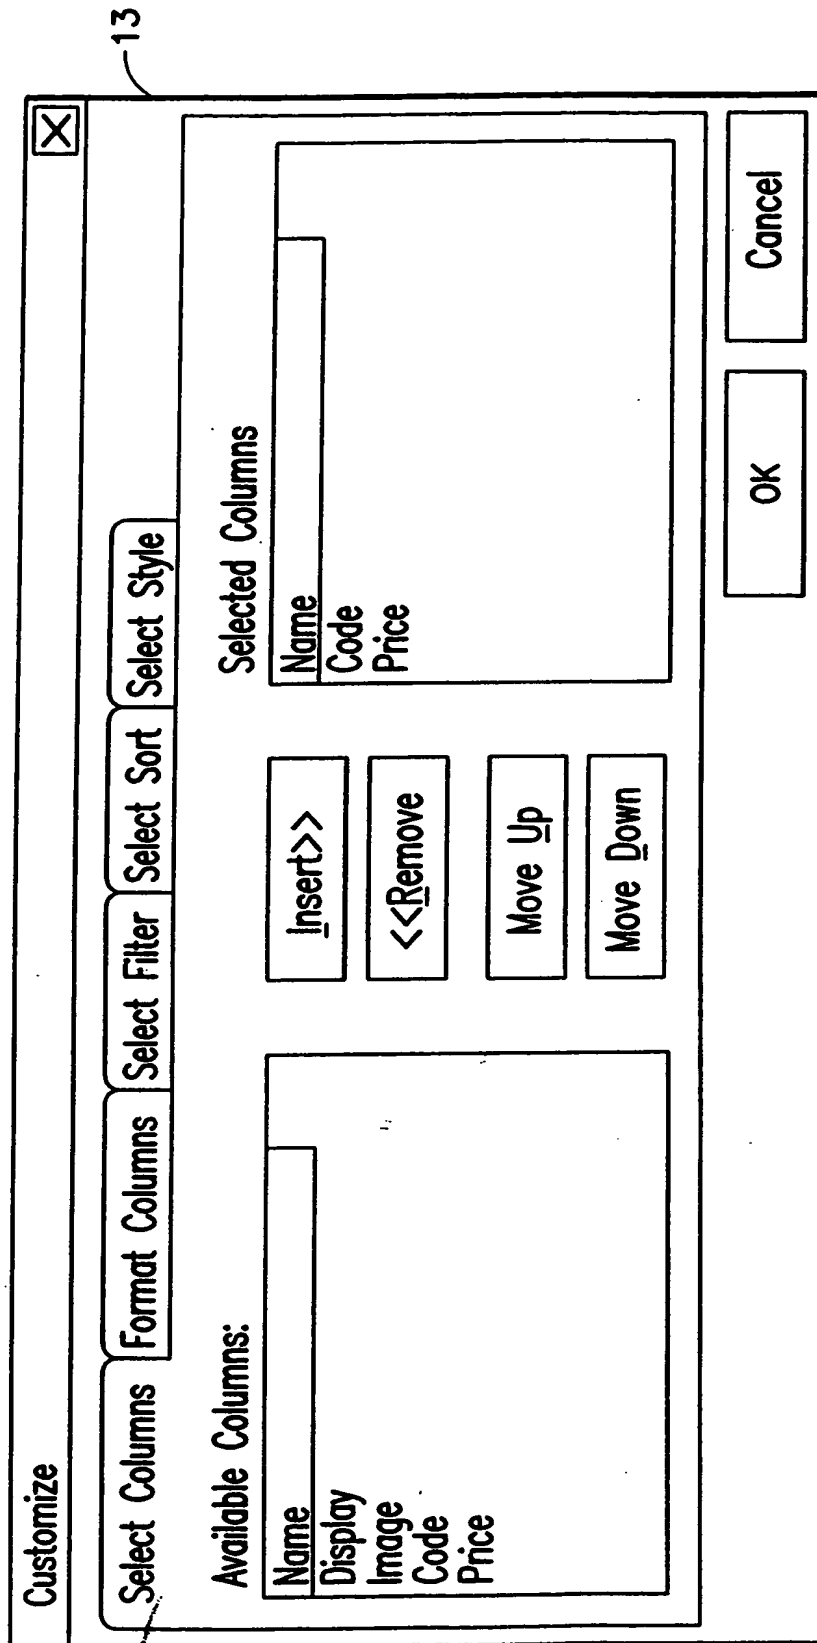 Customize
13
Select Columns Format Columns Select Filter Select Sort Select Style
Available Columns:
Name
Display
Image
Code
Price
Insert>>
<<Remove
Move Up
Move Down
Selected Columns
Name
Code
Price
OK
Cancel